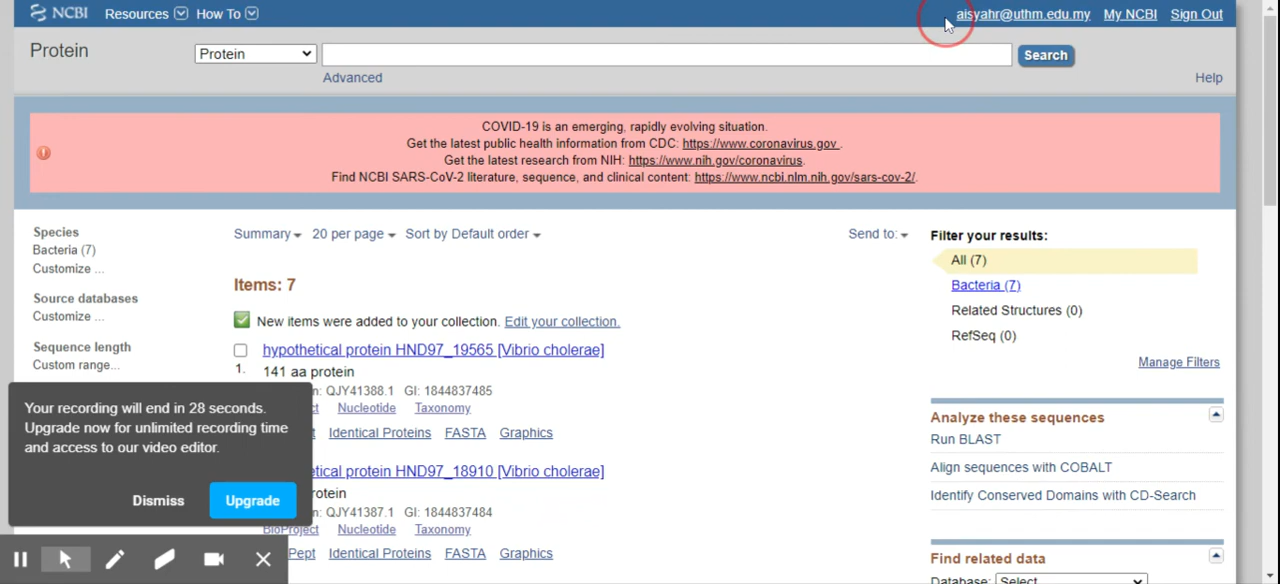 NCBI Resources How To aisyahr@uthm.edu.my My NCBI Sign Out
Protein Protein Search
Advanced Help
COVID-19 is an emerging, rapidly evolving situation.
Get the latest public health information from CDC: https://www.coronavirus.gov .
Get the latest research from NIH: https://www.nih.gov/coronavirus.
Find NCBI SARS-CoV-2 literature, sequence, and clinical content: https://www.ncbi.nlm.nih.gov/sars-cov-2/.
Species
Bacteria (7)
Customize ...
Source databases
Customize ...
Sequence length
Custom range...
Summary 20 per page Sort by Default order Send to:
Items: 7
New items were added to your collection. Edit your collection.
hypothetical protein HND97_19565 [Vibrio cholerae]
1. 141 aa protein
n: QJY41388.1 GI: 1844837485
ct Nucleotide Taxonomy
t Identical Proteins FASTA Graphics
etical protein HND97_18910 [Vibrio cholerae]
rotein
n: QJY41387.1 GI: 1844837484
BioProject Nucleotide Taxonomy
Pept Identical Proteins FASTA Graphics
Filter your results:
All (7)
Bacteria (7)
Related Structures (0)
RefSeq (0)
Manage Filters
Analyze these sequences
Run BLAST
Align sequences with COBALT
Identify Conserved Domains with CD-Search
Find related data
Database: Select
Your recording will end in 28 seconds.
Upgrade now for unlimited recording time
and access to our video editor.
Dismiss Upgrade